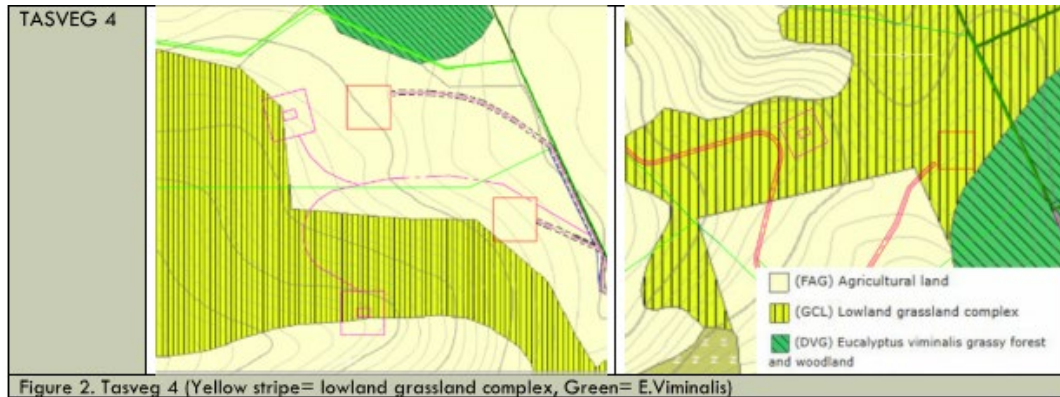 TASVEG 4
(FAG) Agricultural land
(GCL) Lowland grassland complex
(DVG) Eucalyptus viminalis grassy forest
and woodland
Figure 2. Tasveg 4 (Yellow stripe= lowland grassland complex, Green= E.Viminalis)